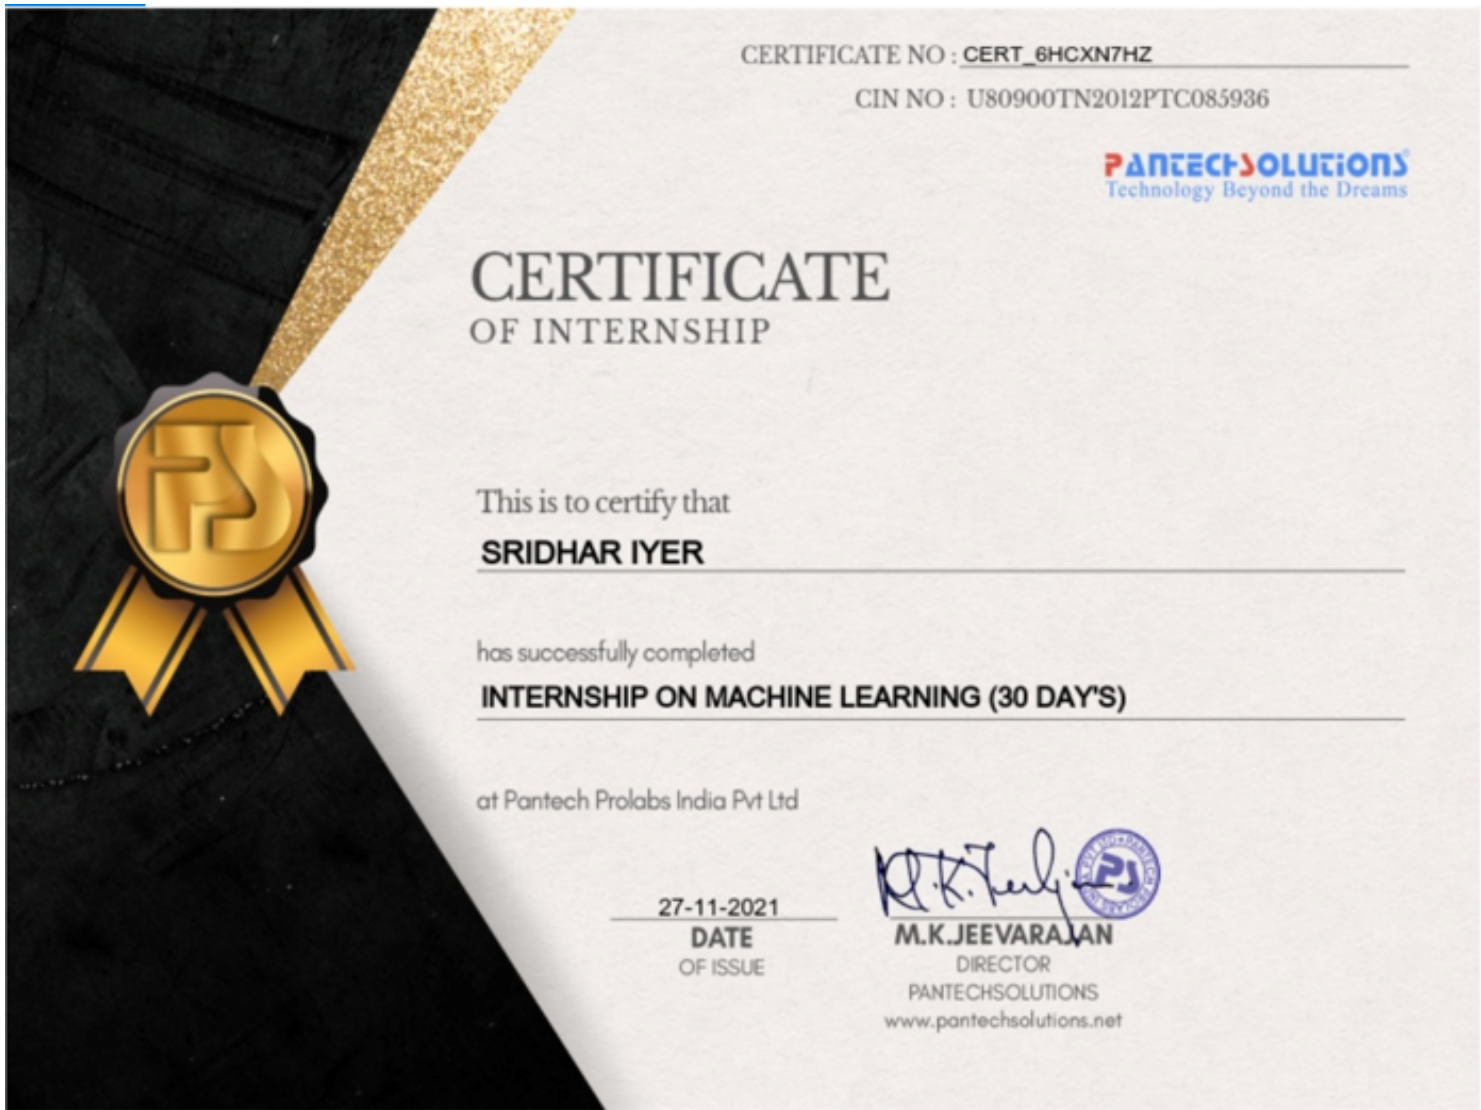 CERTIFICATE NO : CERT_6HCXN7HZ
CIN NO : U80900TN2012PTC085936
PANTECHSOLUTIONS
Technology Beyond the Dreams
CERTIFICATE
OF INTERNSHIP
PS
This is to certify that
SRIDHAR IYER
has successfully completed
INTERNSHIP ON MACHINE LEARNING (30 DAY'S)
at Pantech Prolabs India Pvt Ltd
27-11-2021
DATE
OF ISSUE
PS
M.K.JEEVARAJAN
DIRECTOR
PANTECHSOLUTIONS
www.pantechsolutions.net